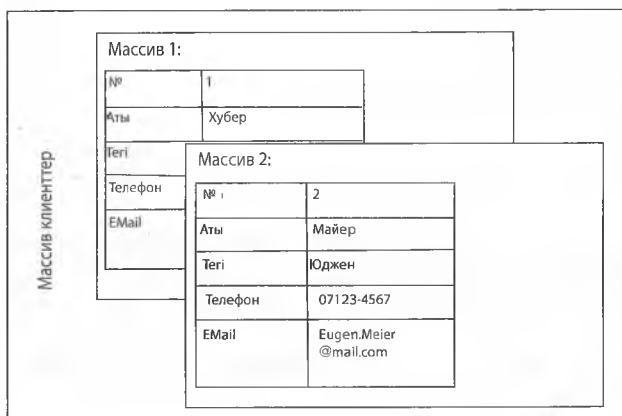 Массив клиенттер
Массив 1:
№ 1
Аты Хубер
Тегі
Телефон
EMail
Массив 2:
№ 2
Аты Майер
Тегі Юджен
Телефон 07123-4567
EMail Eugen.Meier
@mail.com